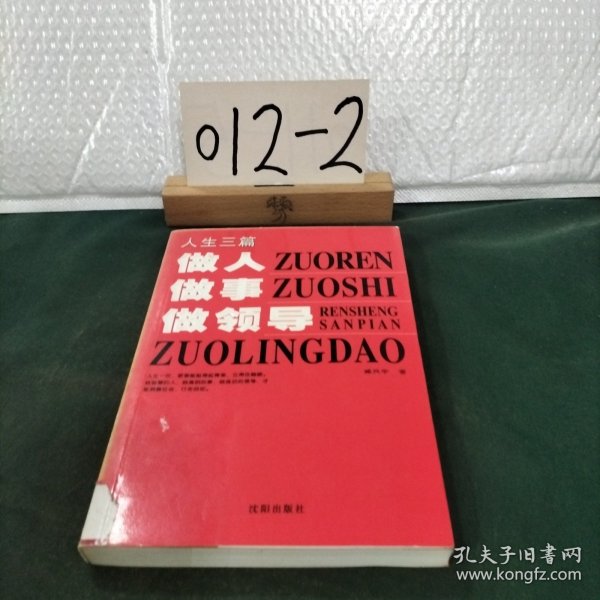 012-2
人生三篇
做人 ZUOREN
做事 ZUOSHI
做领导 RENSHENG
SANPIAN
ZUOLINGDAO
著
沈阳出版社
孔夫子旧书网
www.kongfz.com